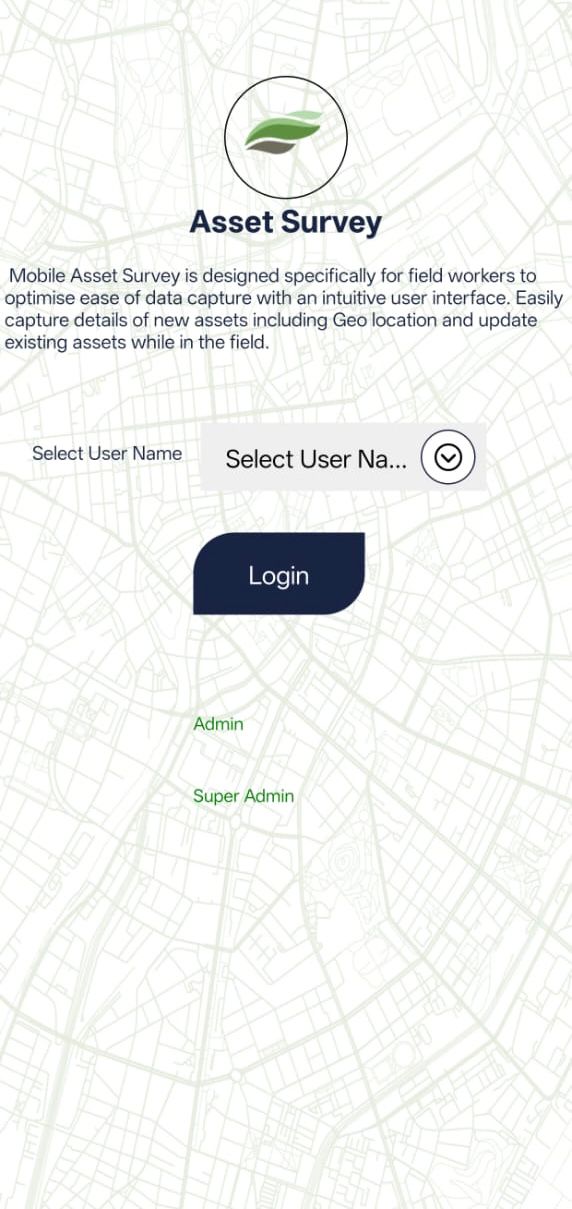 Asset Survey
Mobile Asset Survey is designed specifically for field workers to
optimise ease of data capture with an intuitive user interface. Easily
capture details of new assets including Geo location and update
existing assets while in the field.
Select User Name
Select User Na...
Login
Admin
Super Admin